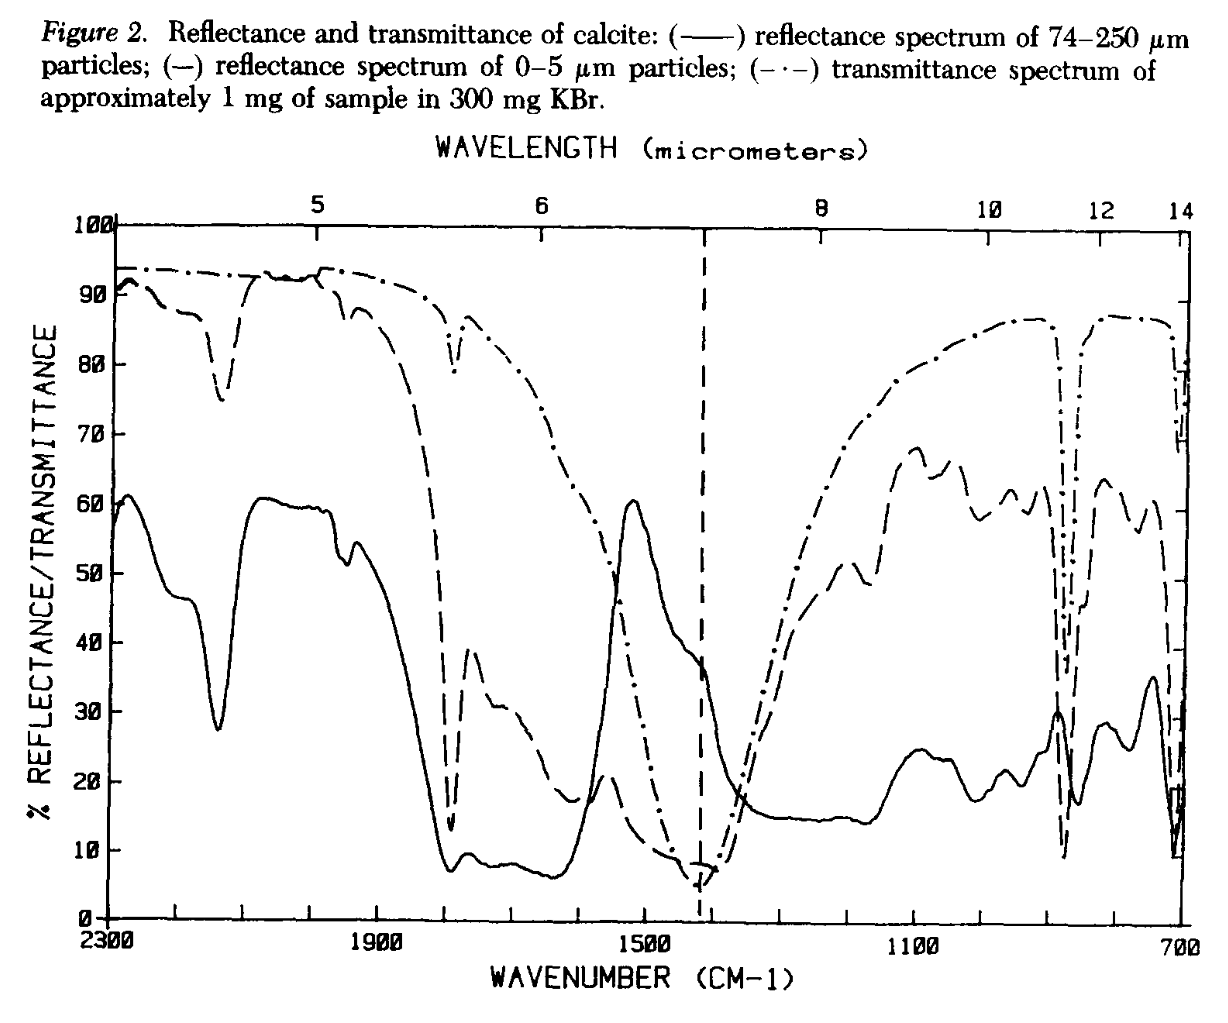 Figure 2. Reflectance and transmittance of calcite: (——) reflectance spectrum of 74–250 μm
particles; (—) reflectance spectrum of 0–5 μm particles; (–·–) transmittance spectrum of
approximately 1 mg of sample in 300 mg KBr.
WAVELENGTH (micrometers)
5 6 8 10 12 14
100
90
80
70
60
50
40
30
20
10
0
% REFLECTANCE/TRANSMITTANCE
2300 1900 1500 1100 700
WAVENUMBER (CM-1)